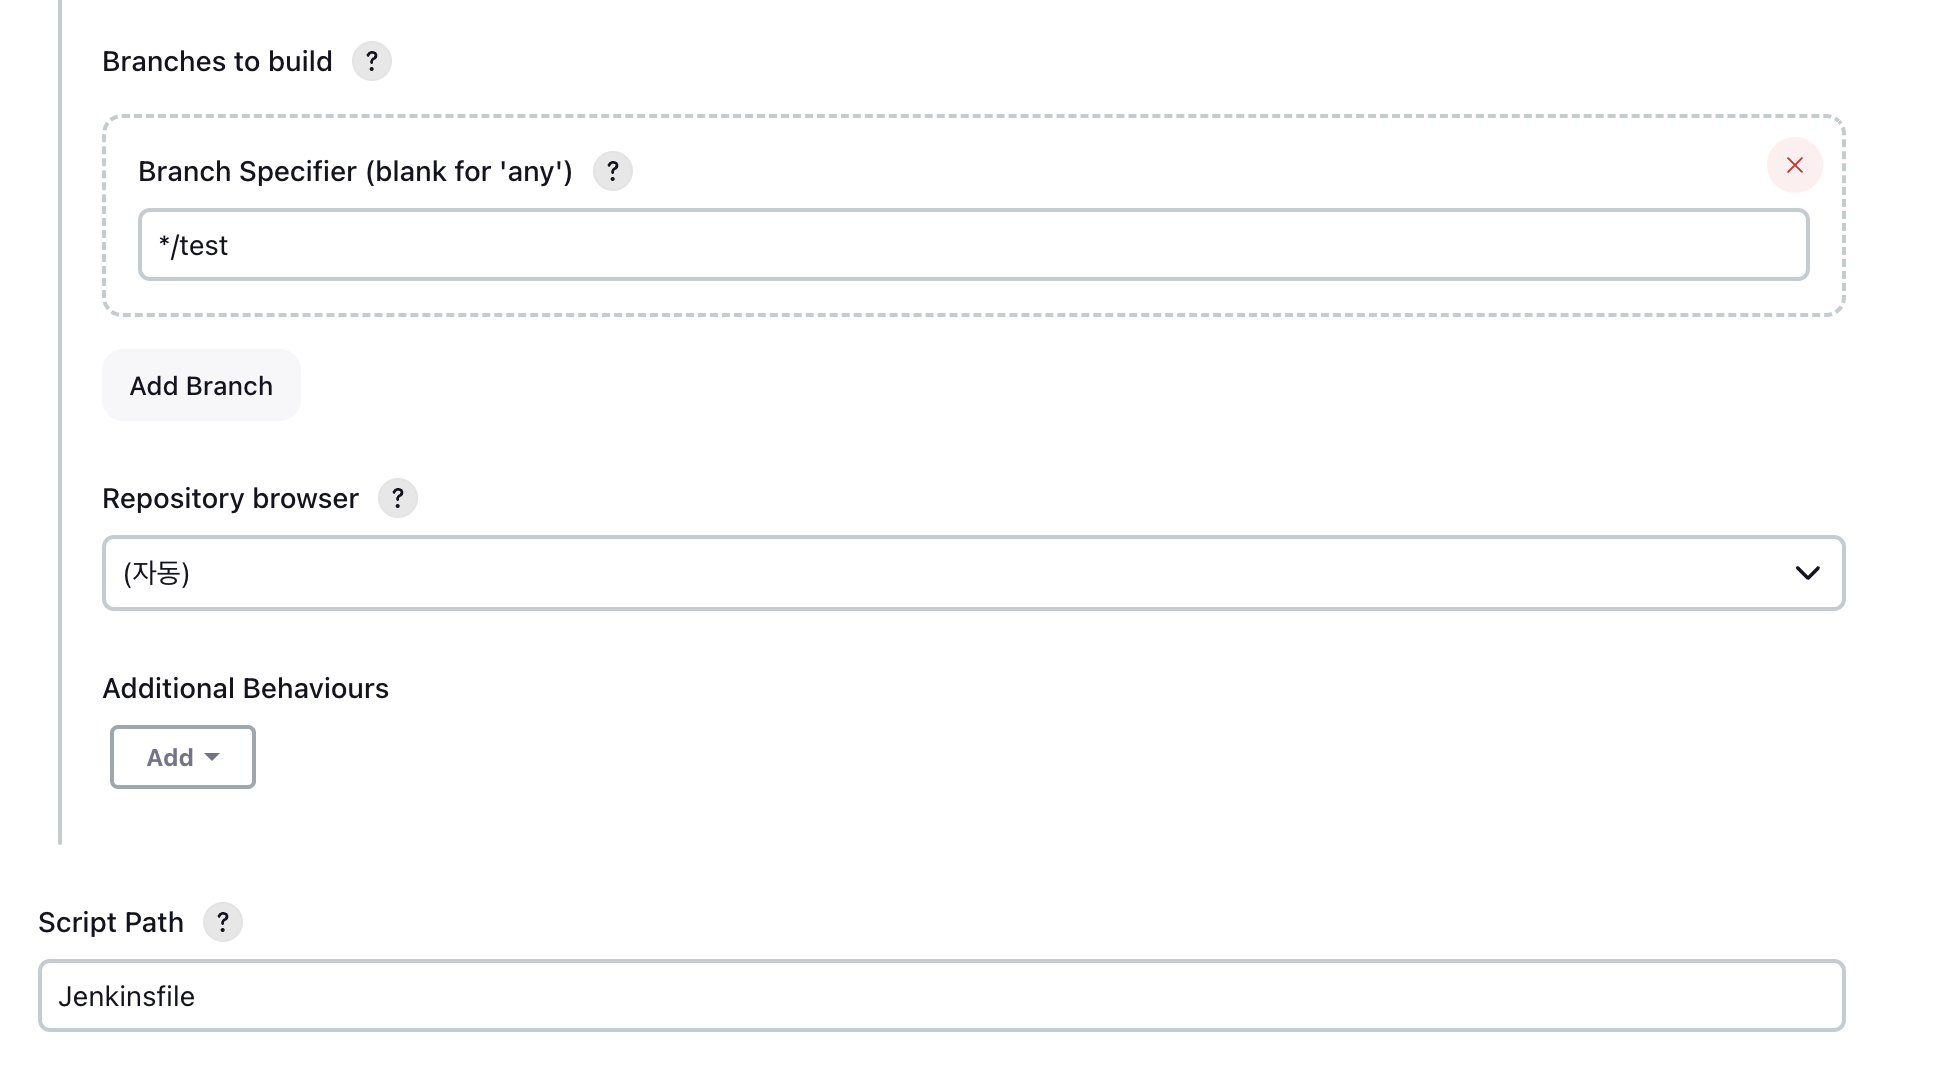 Branches to build ?
Branch Specifier (blank for 'any') ?
*/test
Add Branch
Repository browser ?
(자동)
Additional Behaviours
Add
Script Path ?
Jenkinsfile